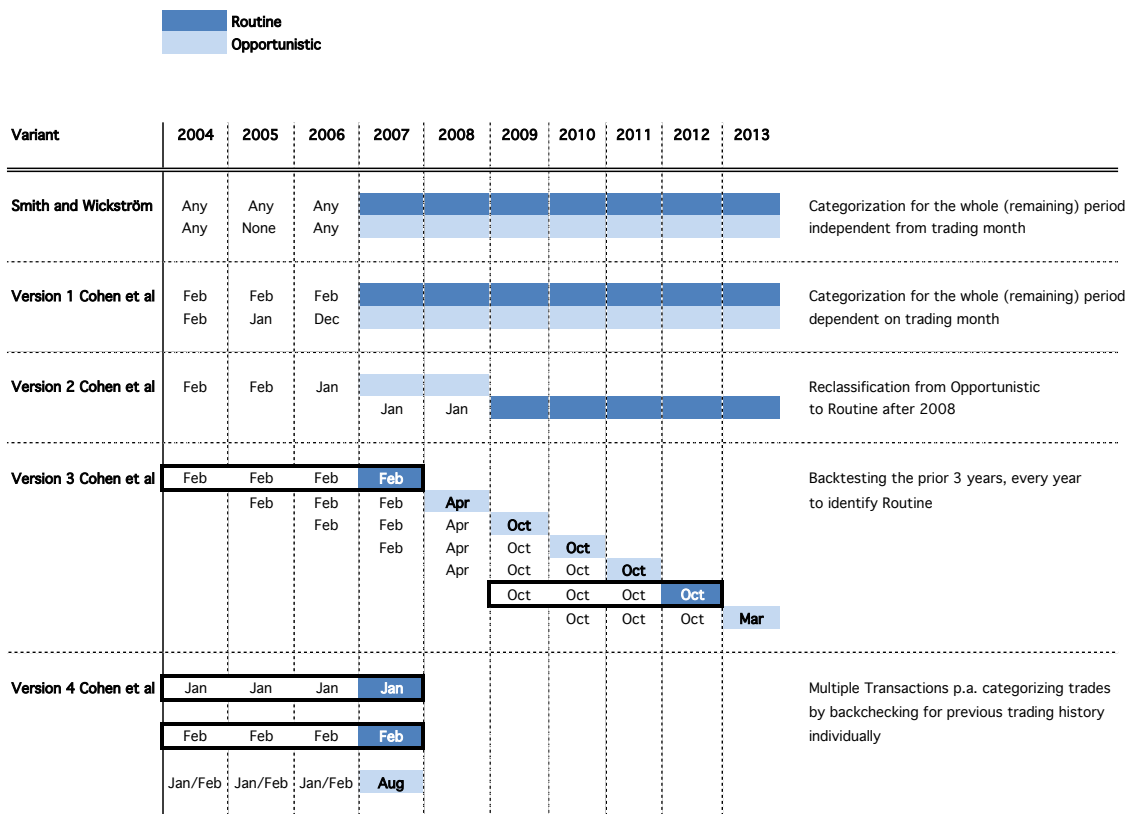 Routine
Opportunistic
Variant 2004 2005 2006 2007 2008 2009 2010 2011 2012 2013
Smith and Wickström Any Any Any Categorization for the whole (remaining) period
Any None Any independent from trading month
Version 1 Cohen et al Feb Feb Feb Categorization for the whole (remaining) period
Feb Jan Dec dependent on trading month
Version 2 Cohen et al Feb Feb Jan Reclassification from Opportunistic
Jan Jan to Routine after 2008
Version 3 Cohen et al Feb Feb Feb Feb Backtesting the prior 3 years, every year
Feb Feb Feb Apr to identify Routine
Feb Feb Apr Oct
Feb Apr Oct Oct
Apr Oct Oct Oct
Oct Oct Oct Oct
Oct Oct Oct Mar
Version 4 Cohen et al Jan Jan Jan Jan Multiple Transactions p.a. categorizing trades
by backchecking for previous trading history
Feb Feb Feb Feb individually
Jan/Feb Jan/Feb Jan/Feb Aug